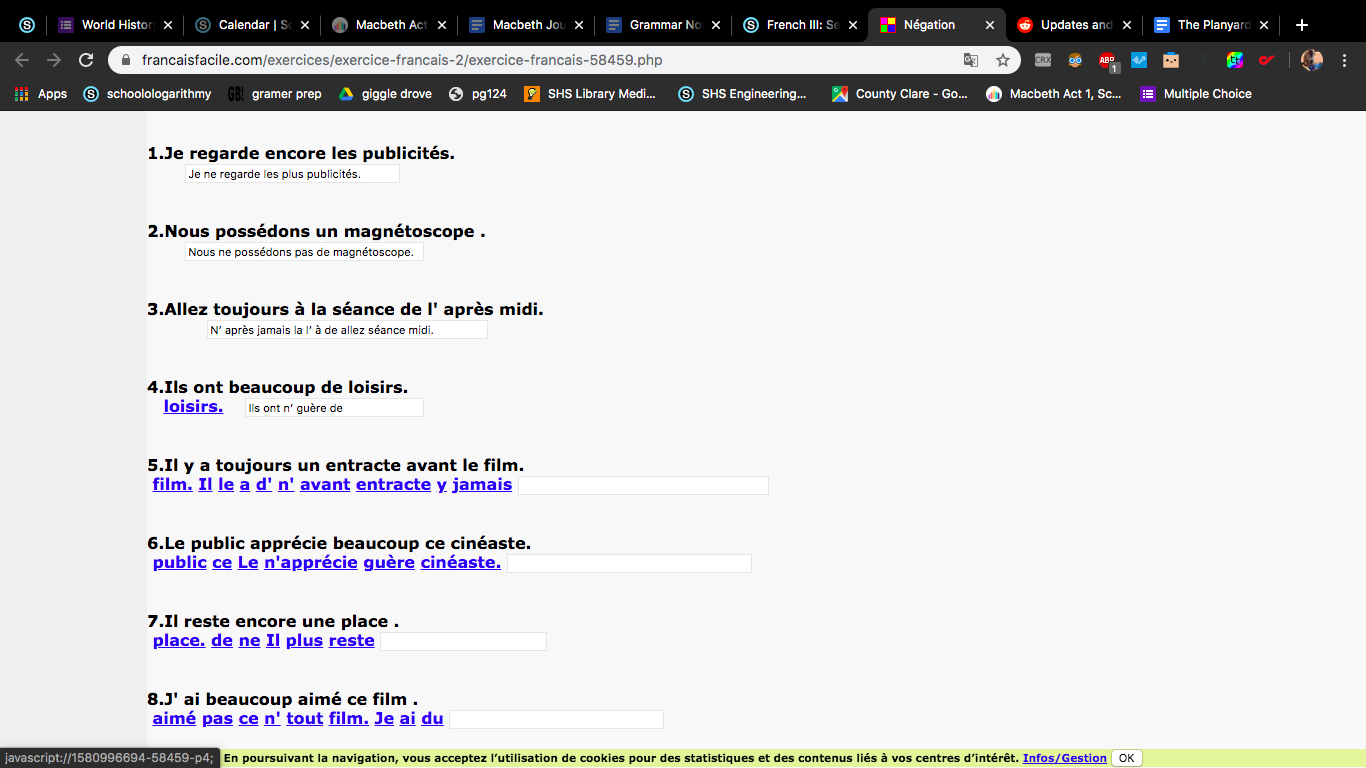 World History Calendar | Sc Macbeth Act Macbeth Jou Grammar No French III: Se Négation Updates and The Planyard
francaisfacile.com/exercices/exercice-francais-2/exercice-francais-58459.php CRX ABP 1
Apps schoolologarithmy GB! gramer prep giggle drove pg124 SHS Library Medi... SHS Engineering... County Clare - Go... Macbeth Act 1, Sc... Multiple Choice
1.Je regarde encore les publicités.
Je ne regarde les plus publicités.
2.Nous possédons un magnétoscope .
Nous ne possédons pas de magnétoscope.
3.Allez toujours à la séance de l' après midi.
N’ après jamais la l’ à de allez séance midi.
4.Ils ont beaucoup de loisirs.
loisirs. Ils ont n’ guère de
5.Il y a toujours un entracte avant le film.
film. Il le a d' n' avant entracte y jamais
6.Le public apprécie beaucoup ce cinéaste.
public ce Le n'apprécie guère cinéaste.
7.Il reste encore une place .
place. de ne Il plus reste
8.J' ai beaucoup aimé ce film .
aimé pas ce n' tout film. Je ai du
javascript://1580996694-58459-p4; En poursuivant la navigation, vous acceptez l’utilisation de cookies pour des statistiques et des contenus liés à vos centres d’intérêt. Infos/Gestion OK